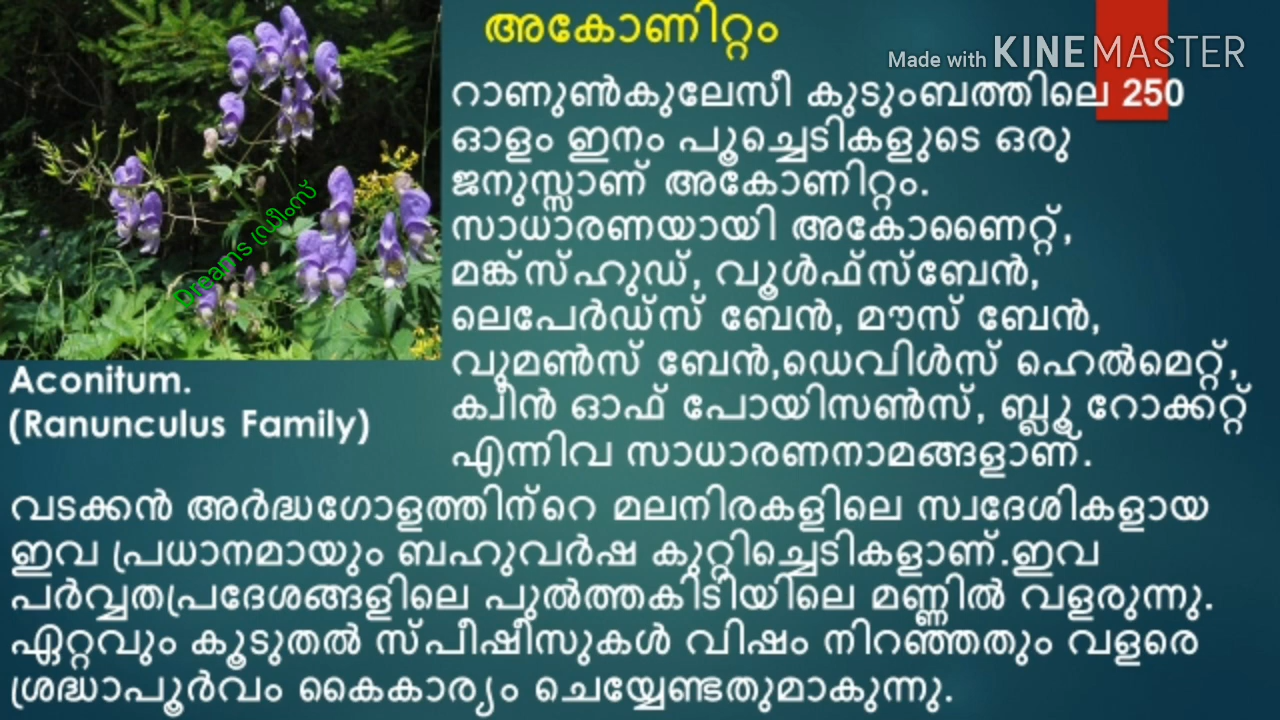 അകോണിറ്റം
Made with KINEMASTER
റാണുൺകുലേസീ കുടുംബത്തിലെ 250
ഓളം ഇനം പൂച്ചെടികളുടെ ഒരു
ജനുസ്സാണ് അകോണിറ്റം.
സാധാരണയായി അകോണൈറ്റ്,
മങ്ക്സ്ഹുഡ്, വൂൾഫ്സ്ബേൻ,
ലെപേർഡ്സ് ബേൻ, മൗസ് ബേൻ,
വൂമൺസ് ബേൻ,ഡെവിൾസ് ഹെൽമെറ്റ്,
ക്വീൻ ഓഫ് പോയിസൺസ്, ബ്ലൂ റോക്കറ്റ്
എന്നിവ സാധാരണനാമങ്ങളാണ്.
Dreams ഡ്രീംസ്
Aconitum.
(Ranunculus Family)
വടക്കൻ അർദ്ധഗോളത്തിന്റെ മലനിരകളിലെ സ്വദേശികളായ
ഇവ പ്രധാനമായും ബഹുവർഷ കുറ്റിച്ചെടികളാണ്.ഇവ
പർവ്വതപ്രദേശങ്ങളിലെ പുൽത്തകിടിയിലെ മണ്ണിൽ വളരുന്നു.
ഏറ്റവും കൂടുതൽ സ്പീഷീസുകൾ വിഷം നിറഞ്ഞതും വളരെ
ശ്രദ്ധാപൂർവം കൈകാര്യം ചെയ്യേണ്ടതുമാകുന്നു.